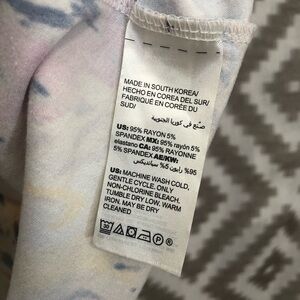 MADE IN SOUTH KOREA/
HECHO EN COREA DEL SUR/
FABRIQUÉ EN CORÉE DU
SUD/
صنع في كوريا الجنوبية
US: 95% RAYON 5%
SPANDEX MX: 95% rayón 5%
elastano CA: 95% RAYONNE
5% SPANDEX AE/KW:
95% رايون 5% سباندیکس
US: MACHINE WASH COLD,
GENTLE CYCLE. ONLY
NON-CHLORINE BLEACH.
TUMBLE DRY LOW. WARM
IRON. MAY BE DRY
CLEANED
30